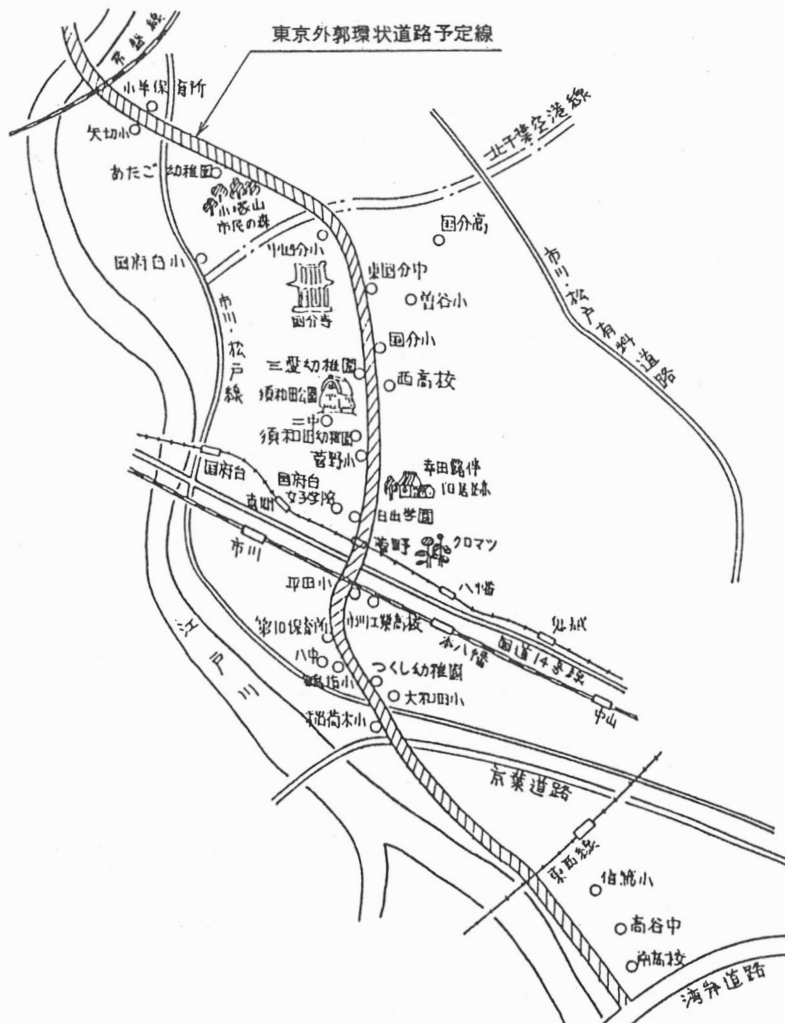 東京外郭環状道路予定線
常磐線
矢切小
あたご幼稚園
小塚山
市民の森
北千葉空港線
国分高
中国分小
国府台小
東国分中
曽谷小
国分寺
市川・松戸線
市川・松戸有料道路
国分小
三愛幼稚園
西高校
須和田公園
二中
須和田幼稚園
菅野小
幸田露伴
旧居跡
国府台
国府台
女子学院
真間
日出学園
菅野
クロマツ
市川
八幡
平田小
市川工業高校
第10保育所
本八幡
国道14号線
中山
江戸川
八中
鶴指小
つくし幼稚園
大和田小
稲荷木小
京葉道路
東西線
信篤小
高谷中
南高校
湾岸道路